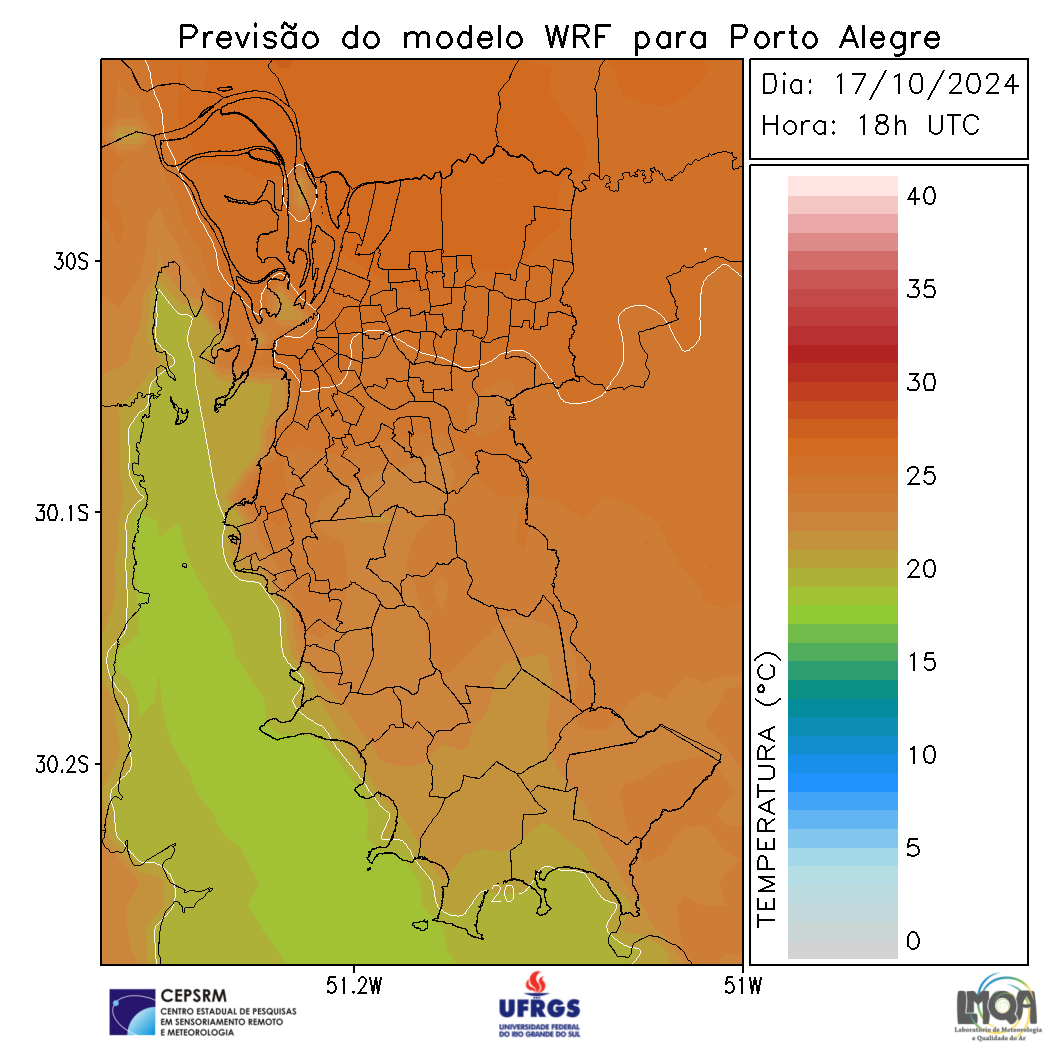 Previsão do modelo WRF para Porto Alegre
Dia: 17/10/2024
Hora: 18h UTC
40
35
30
25
20
15
10
5
0
TEMPERATURA (°C)
30S
30.1S
30.2S
20
51.2W
51W
CEPSRM
CENTRO ESTADUAL DE PESQUISAS
EM SENSORIAMENTO REMOTO
E METEOROLOGIA
UFRGS
UNIVERSIDADE FEDERAL
DO RIO GRANDE DO SUL
LMQA
Laboratório de Meteorologia
e Qualidade do Ar